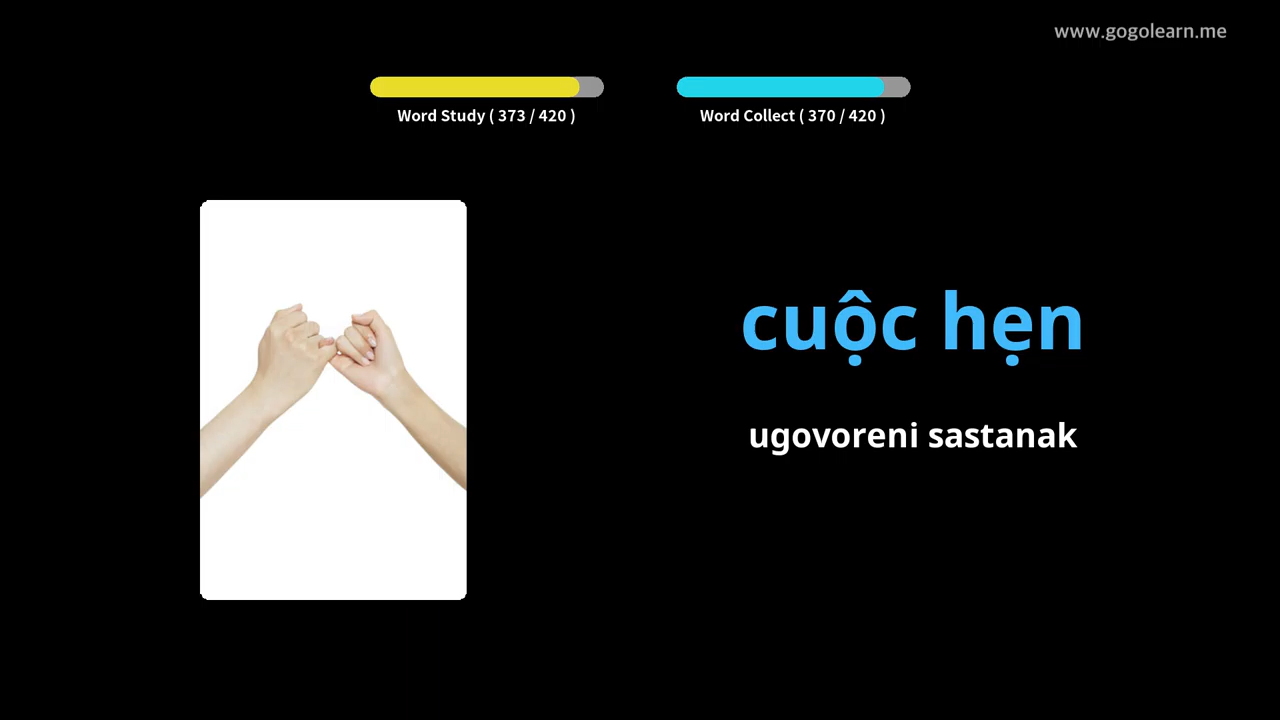 www.gogolearn.me
Word Study ( 373 / 420 )
Word Collect ( 370 / 420 )
cuộc hẹn
ugovoreni sastanak